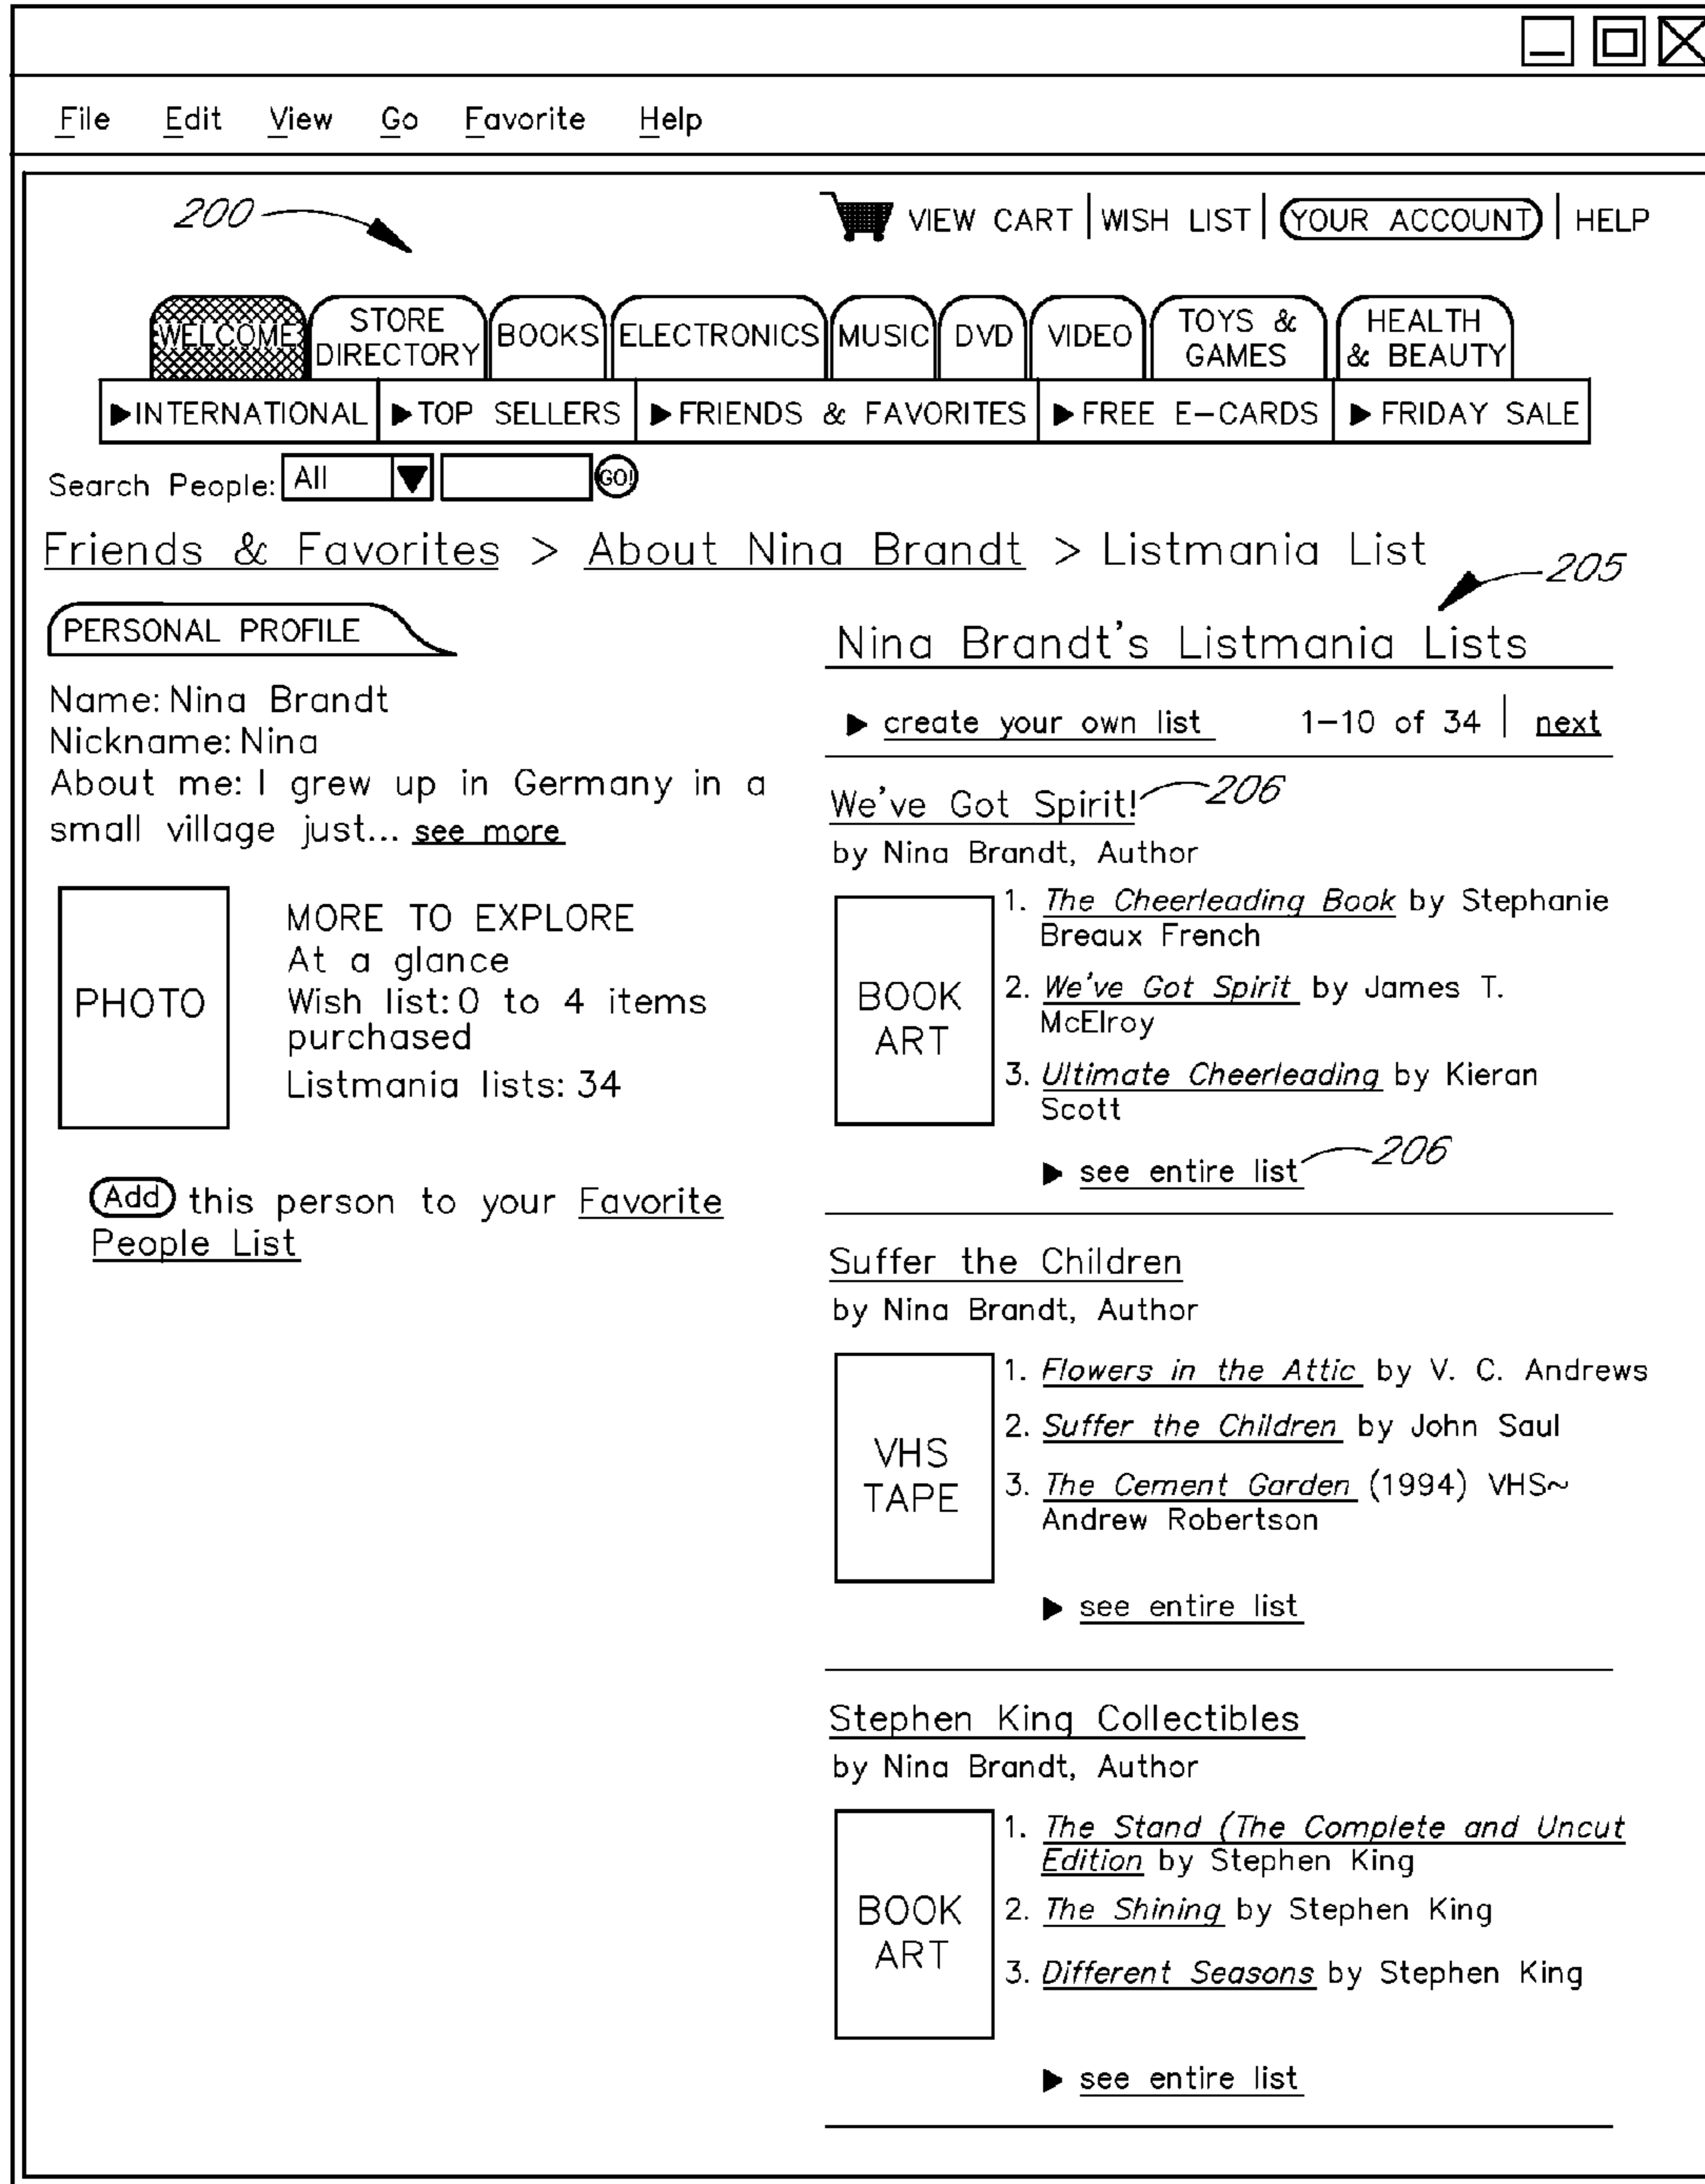 File Edit View Go Favorite Help
200
VIEW CART | WISH LIST | YOUR ACCOUNT | HELP
WELCOME
STORE
DIRECTORY
BOOKS
ELECTRONICS
MUSIC
DVD
VIDEO
TOYS &
GAMES
HEALTH
& BEAUTY
▶INTERNATIONAL ▶TOP SELLERS ▶FRIENDS & FAVORITES ▶FREE E-CARDS ▶FRIDAY SALE
Search People: All GO!
Friends & Favorites > About Nina Brandt > Listmania List
205
PERSONAL PROFILE
Name: Nina Brandt
Nickname: Nina
About me: I grew up in Germany in a
small village just... see more
PHOTO
MORE TO EXPLORE
At a glance
Wish list: 0 to 4 items
purchased
Listmania lists: 34
Add this person to your Favorite
People List
Nina Brandt's Listmania Lists
▶ create your own list 1-10 of 34 | next
We've Got Spirit! 206
by Nina Brandt, Author
BOOK
ART
1. The Cheerleading Book by Stephanie
Breaux French
2. We've Got Spirit by James T.
McElroy
3. Ultimate Cheerleading by Kieran
Scott
▶ see entire list 206
Suffer the Children
by Nina Brandt, Author
VHS
TAPE
1. Flowers in the Attic by V. C. Andrews
2. Suffer the Children by John Saul
3. The Cement Garden (1994) VHS~
Andrew Robertson
▶ see entire list
Stephen King Collectibles
by Nina Brandt, Author
BOOK
ART
1. The Stand (The Complete and Uncut
Edition by Stephen King
2. The Shining by Stephen King
3. Different Seasons by Stephen King
▶ see entire list